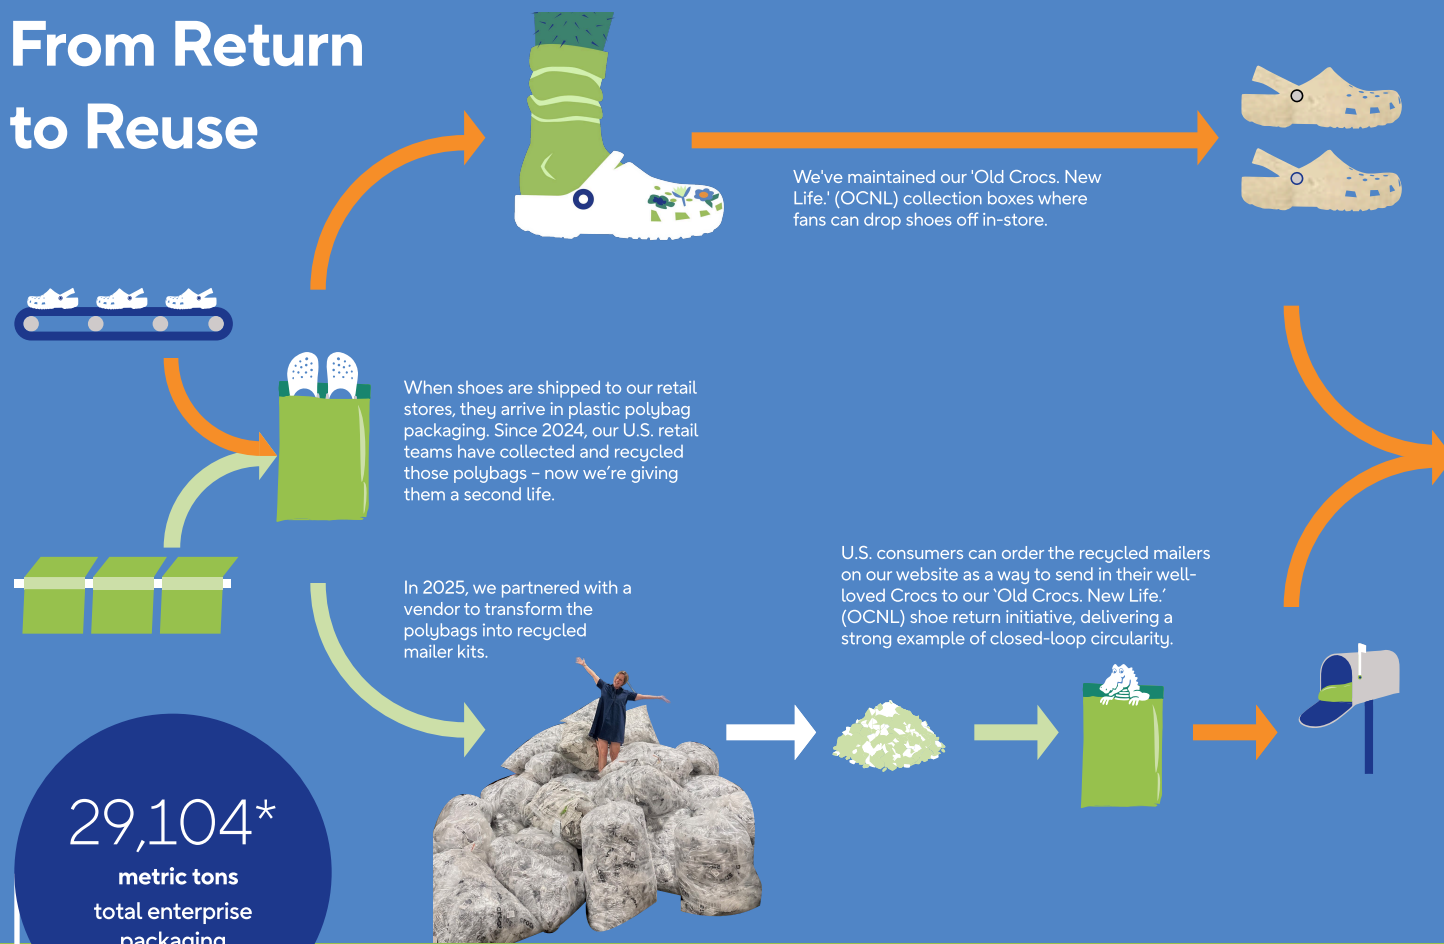 From Return
to Reuse
We've maintained our 'Old Crocs. New
Life.' (OCNL) collection boxes where
fans can drop shoes off in-store.
When shoes are shipped to our retail
stores, they arrive in plastic polybag
packaging. Since 2024, our U.S. retail
teams have collected and recycled
those polybags – now we’re giving
them a second life.
In 2025, we partnered with a
vendor to transform the
polybags into recycled
mailer kits.
U.S. consumers can order the recycled mailers
on our website as a way to send in their well-
loved Crocs to our `Old Crocs. New Life.’
(OCNL) shoe return initiative, delivering a
strong example of closed-loop circularity.
29,104*
metric tons
total enterprise
packaging